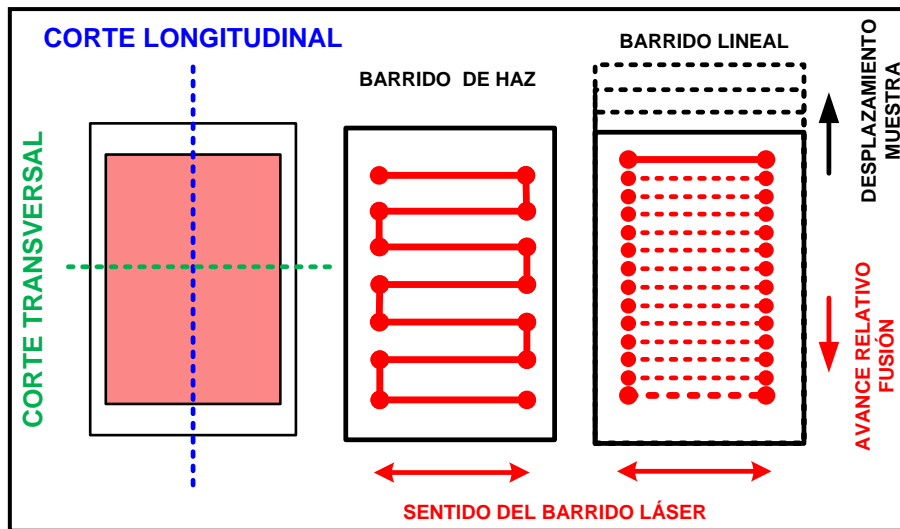 CORTE LONGITUDINAL
CORTE TRANSVERSAL
BARRIDO DE HAZ
BARRIDO LINEAL
DESPLAZAMIENTO
MUESTRA
AVANCE RELATIVO
FUSIÓN
SENTIDO DEL BARRIDO LÁSER